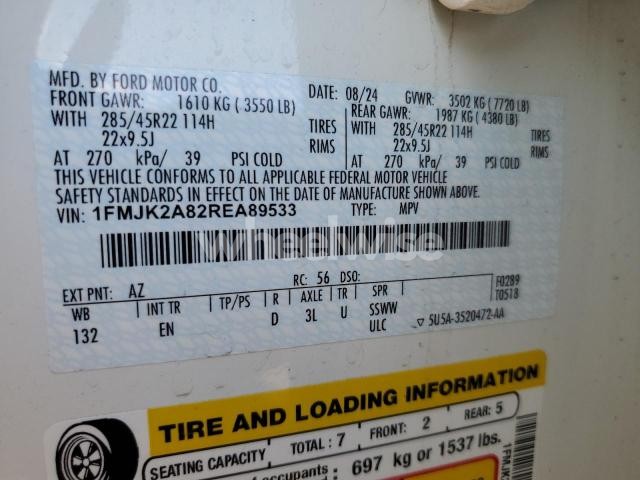 MFD. BY FORD MOTOR CO.
DATE: 08/24 GVWR: 3502 KG ( 7720 LB)
FRONT GAWR: 1610 KG ( 3550 LB) REAR GAWR: 1987 KG ( 4380 LB)
WITH 285/45R22 114H TIRES 285/45R22 114H TIRES
22x9.5J RIMS 22x9.5J RIMS
AT 270 kPa/ 39 PSI COLD AT 270 kPa/ 39 PSI COLD
THIS VEHICLE CONFORMS TO ALL APPLICABLE FEDERAL MOTOR VEHICLE
SAFETY STANDARDS IN EFFECT ON THE DATE OF MANUFACTURE SHOWN ABOVE.
VIN: 1FMJK2A82REA89533 TYPE: MPV
wheelwise
EXT PNT: AZ RC: 56 DSO: F0289
T0518
WB INT TR TP/PS R AXLE TR SPR
132 EN D 3L U SSWW
ULC ▽ 5U5A-3520472-AA
TIRE AND LOADING INFORMATION
SEATING CAPACITY TOTAL : 7 FRONT: 2 REAR: 5
occupants 697 kg or 1537 lbs.
1FMJK